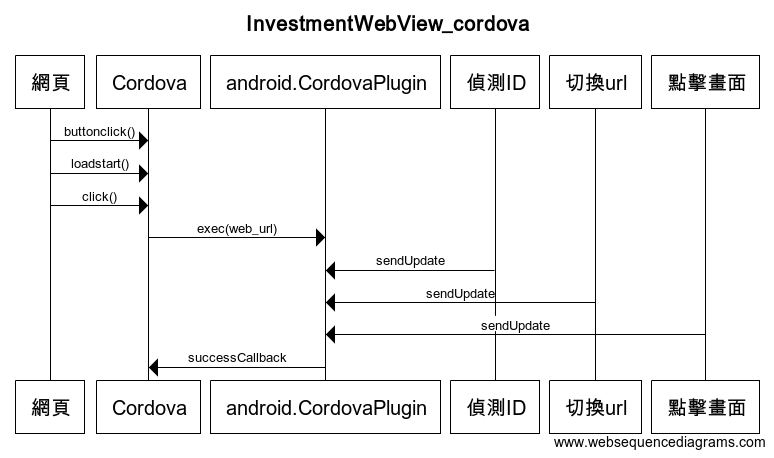 InvestmentWebView_cordova
網頁
Cordova
android.CordovaPlugin
偵測ID
切換url
點擊畫面
buttonclick()
loadstart()
click()
exec(web_url)
sendUpdate
sendUpdate
sendUpdate
successCallback
網頁
Cordova
android.CordovaPlugin
偵測ID
切換url
點擊畫面
www.websequencediagrams.com